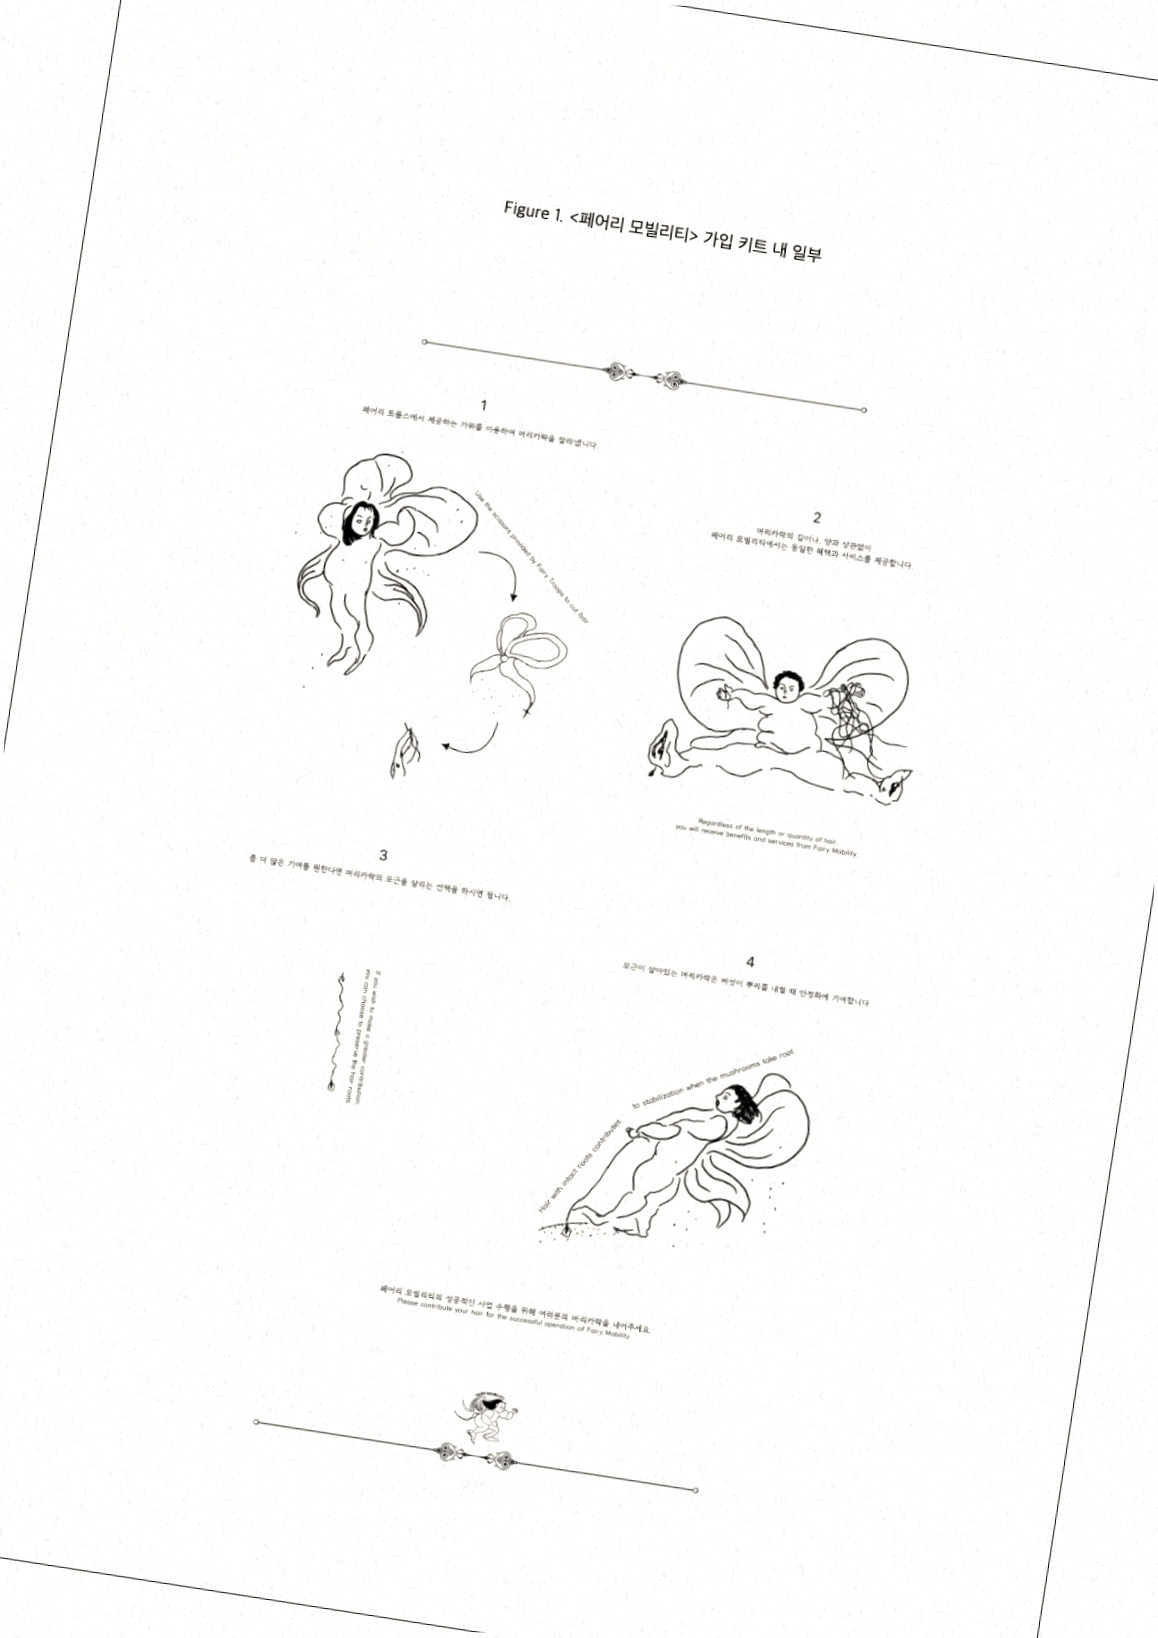 Figure 1. <페어리 모빌리티> 가입 키트 내 일부
1
페어리 트룹스에서 제공하는 가위를 이용하여 머리카락을 잘라냅니다.
Use the scissors provided by Fairy Troops to cut hair
2
머리카락의 길이나, 양과 상관없이
페어리 모빌리티에서는 동일한 혜택과 서비스를 제공합니다.
Regardless of the length or quantity of hair,
you will receive benefits and services from Fairy Mobility.
3
좀 더 많은 기여를 원한다면 머리카락의 모근을 살리는 선택을 하시면 됩니다.
If you wish to make a greater contribution,
you can choose to preserve the hair roots.
4
모근이 살아있는 머리카락은 버섯이 뿌리를 내릴 때 안정화에 기여합니다.
Hair with intact roots contributes
to stabilization when the mushrooms take root.
페어리 모빌리티의 성공적인 사업 수행을 위해 여러분의 머리카락을 내어주세요.
Please contribute your hair for the successful operation of Fairy Mobility